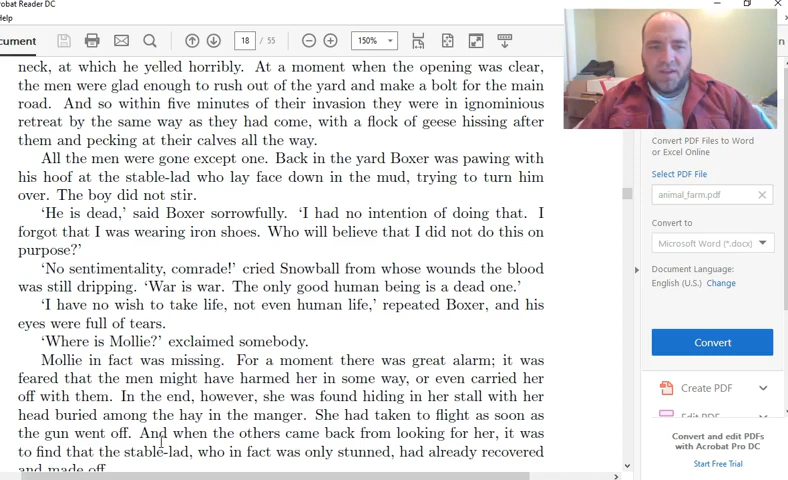 crobat Reader DC
Help
ocument
18 / 55
150%
neck, at which he yelled horribly. At a moment when the opening was clear,
the men were glad enough to rush out of the yard and make a bolt for the main
road. And so within five minutes of their invasion they were in ignominious
retreat by the same way as they had come, with a flock of geese hissing after
them and pecking at their calves all the way.
All the men were gone except one. Back in the yard Boxer was pawing with
his hoof at the stable-lad who lay face down in the mud, trying to turn him
over. The boy did not stir.
‘He is dead,’ said Boxer sorrowfully. ‘I had no intention of doing that. I
forgot that I was wearing iron shoes. Who will believe that I did not do this on
purpose?’
‘No sentimentality, comrade!’ cried Snowball from whose wounds the blood
was still dripping. ‘War is war. The only good human being is a dead one.’
‘I have no wish to take life, not even human life,’ repeated Boxer, and his
eyes were full of tears.
‘Where is Mollie?’ exclaimed somebody.
Mollie in fact was missing. For a moment there was great alarm; it was
feared that the men might have harmed her in some way, or even carried her
off with them. In the end, however, she was found hiding in her stall with her
head buried among the hay in the manger. She had taken to flight as soon as
the gun went off. And when the others came back from looking for her, it was
to find that the stable-lad, who in fact was only stunned, had already recovered
and made off.
Convert PDF Files to Word
or Excel Online
Select PDF File
animal_farm.pdf
Convert to
Microsoft Word (*.docx)
Document Language:
English (U.S.) Change
Convert
Create PDF
Edit PDF
Convert and edit PDFs
with Acrobat Pro DC
Start Free Trial